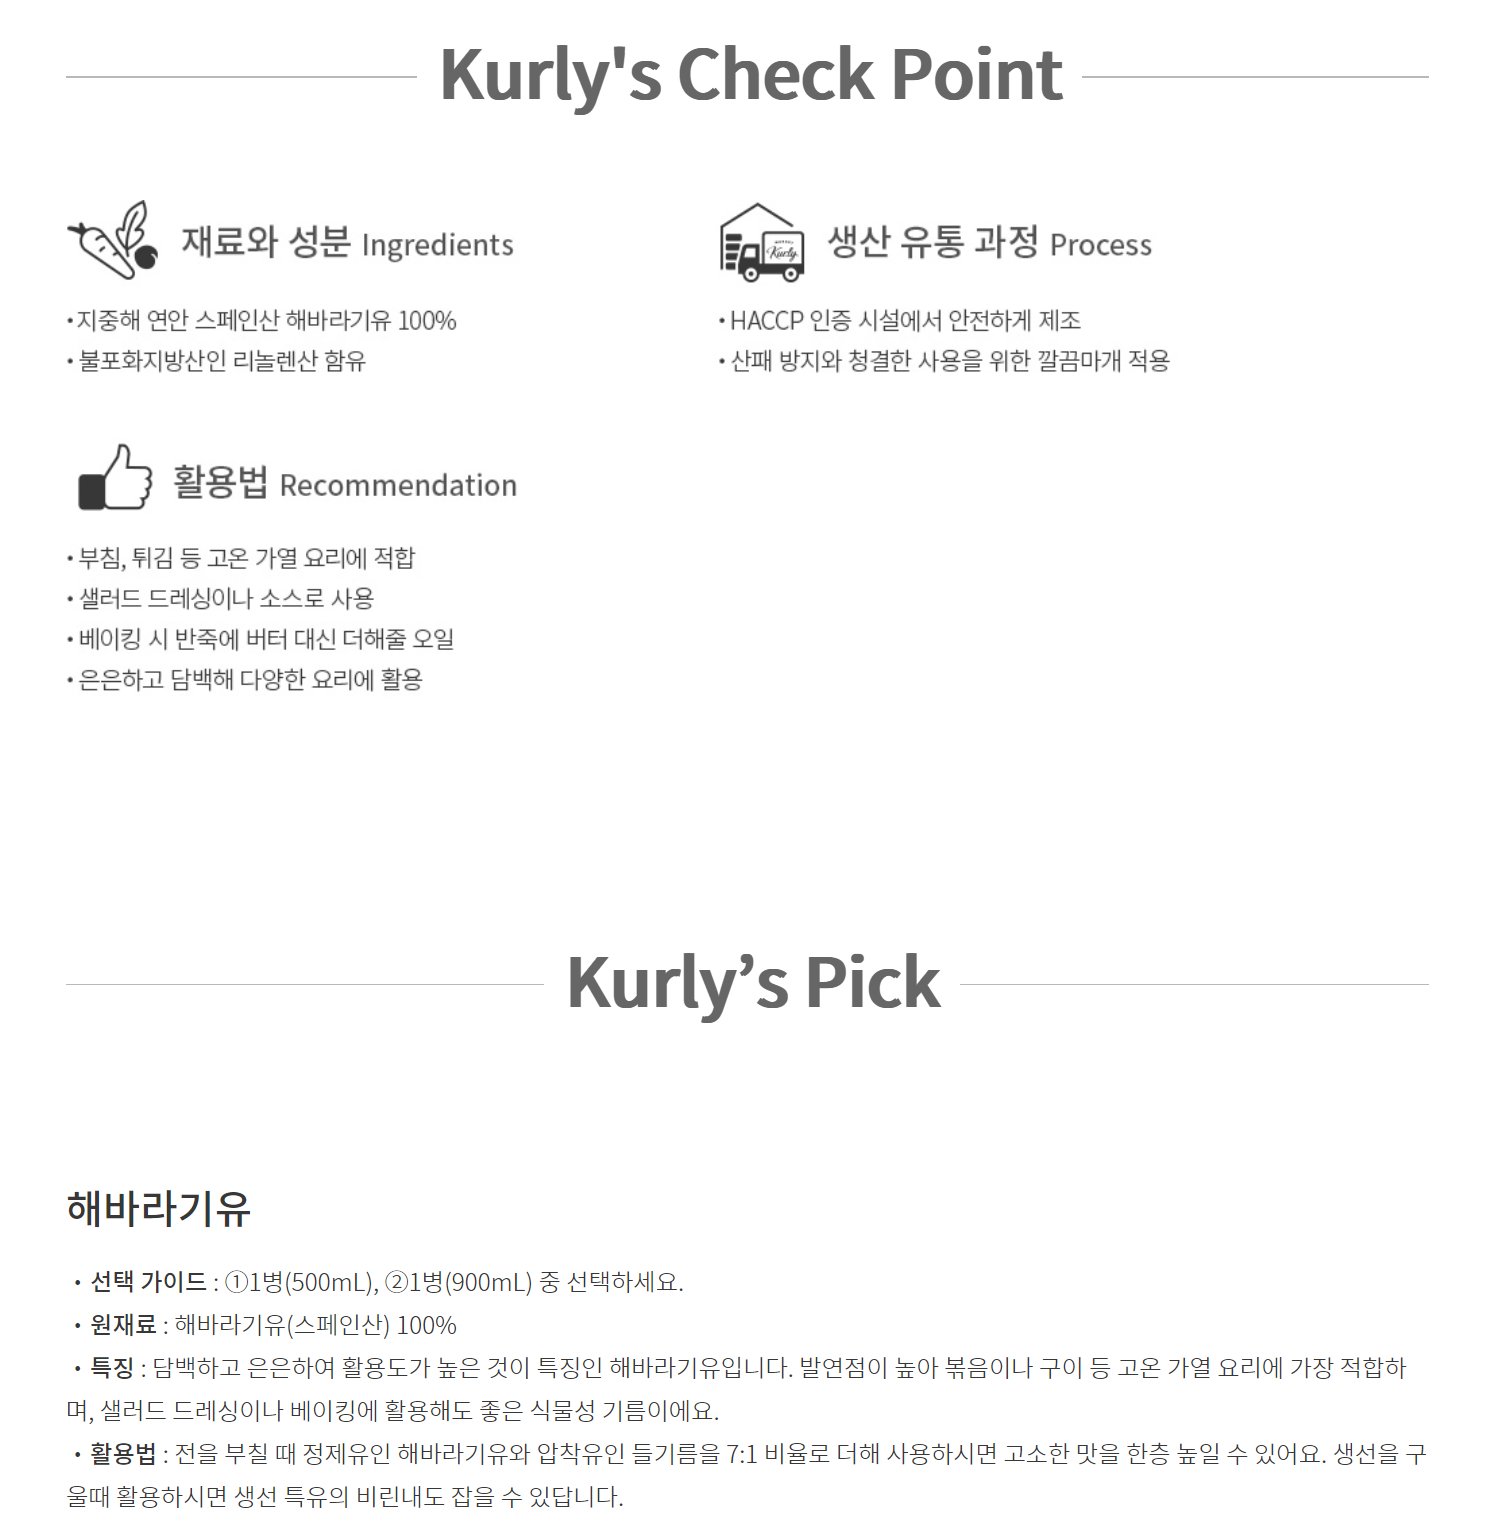 Kurly's Check Point
재료와 성분 Ingredients
• 지중해 연안 스페인산 해바라기유 100%
• 불포화지방산인 리놀렌산 함유
Kurly
생산 유통 과정 Process
• HACCP 인증 시설에서 안전하게 제조
• 산패 방지와 청결한 사용을 위한 깔끔마개 적용
활용법 Recommendation
• 부침, 튀김 등 고온 가열 요리에 적합
• 샐러드 드레싱이나 소스로 사용
• 베이킹 시 반죽에 버터 대신 더해줄 오일
• 은은하고 담백해 다양한 요리에 활용
Kurly’s Pick
해바라기유
• 선택 가이드 : ①1병(500mL), ②1병(900mL) 중 선택하세요.
• 원재료 : 해바라기유(스페인산) 100%
• 특징 : 담백하고 은은하여 활용도가 높은 것이 특징인 해바라기유입니다. 발연점이 높아 볶음이나 구이 등 고온 가열 요리에 가장 적합하
며, 샐러드 드레싱이나 베이킹에 활용해도 좋은 식물성 기름이에요.
• 활용법 : 전을 부칠 때 정제유인 해바라기유와 압착유인 들기름을 7:1 비율로 더해 사용하시면 고소한 맛을 한층 높일 수 있어요. 생선을 구
울때 활용하시면 생선 특유의 비린내도 잡을 수 있답니다.